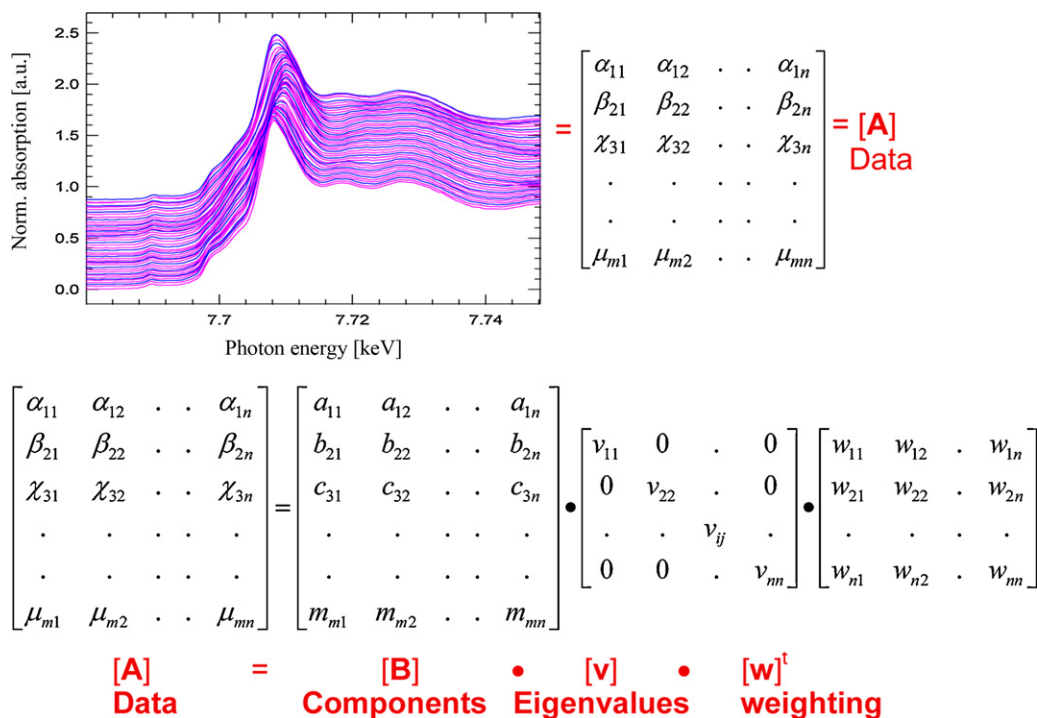 2.5
2.0
1.5
1.0
0.5
0.0
Norm. absorption [a.u.]
7.7 7.72 7.74
Photon energy [keV]
= [α11 α12 . . α1n] = [A]
[β21 β22 . . β2n] Data
[χ31 χ32 . . χ3n]
[. . . . .]
[. . . . .]
[μm1 μm2 . . μmn]
[α11 α12 . . α1n] [a11 a12 . . a1n]
[β21 β22 . . β2n] [b21 b22 . . b2n] [v11 0 . 0] [w11 w12 . w1n]
[χ31 χ32 . . χ3n] = [c31 c32 . . c3n] • [0 v22 . 0] • [w21 w22 . w2n]
[. . . . .] [. . . . .] [. . vij .] [. . . .]
[. . . . .] [. . . . .] [0 0 . vnn] [wn1 wn2 . wnn]
[μm1 μm2 . . μmn] [mm1 mm2 . . mmn]
[A] = [B] • [v] • [w]t
Data Components Eigenvalues weighting